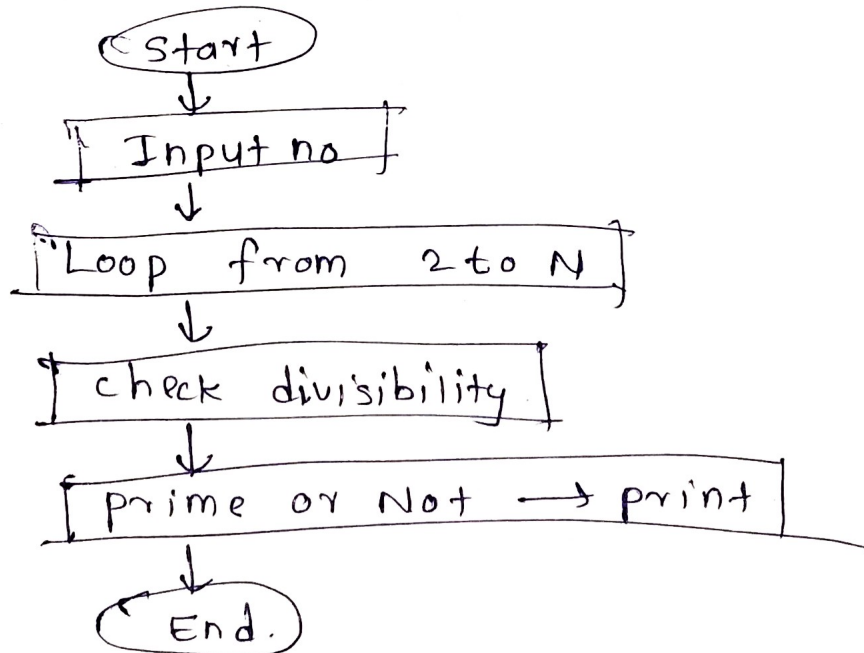 Start
Input no
Loop from 2 to N
check divisibility
prime or Not → print
End.